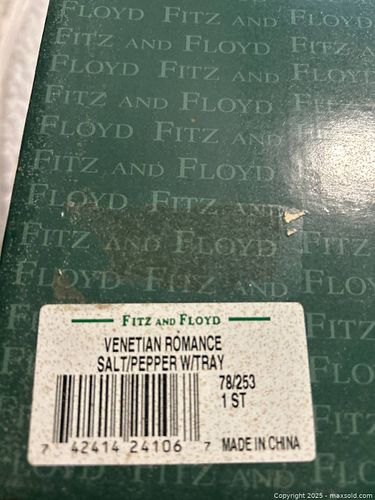 FLOYD FITZ AND FLOYD
FITZ AND FLOYD FITZ
FLOYD FITZ AND FLOYD
FITZ AND FLOYD FITZ
FLOYD FITZ AND FLOYD
FITZ AND FLOYD
FLOYD FITZ AND
FITZ AND FLOYD FITZ
FLOYD FITZ AND FLOY
FITZ AND FLOYD
VENETIAN ROMANCE
SALT/PEPPER W/TRAY
78/253
1 ST
7 42414 24106 7
MADE IN CHINA
Copyright 2025 - maxsold.com